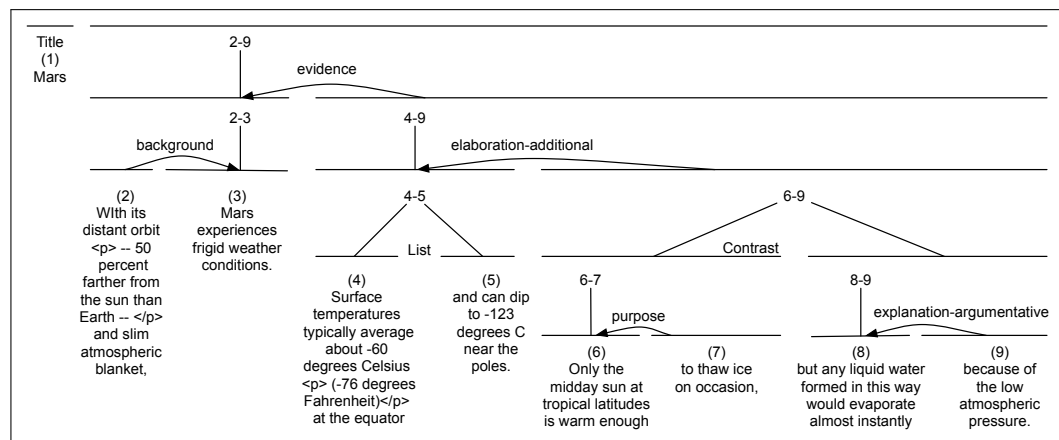 Title
(1)
Mars
2-9
evidence
2-3
4-9
background
elaboration-additional
(2)
WIth its
distant orbit
<p> -- 50
percent
farther from
the sun than
Earth -- </p>
and slim
atmospheric
blanket,
(3)
Mars
experiences
frigid weather
conditions.
4-5
6-9
List
Contrast
(4)
Surface
temperatures
typically average
about -60
degrees Celsius
<p> (-76 degrees
Fahrenheit)</p>
at the equator
(5)
and can dip
to -123
degrees C
near the
poles.
6-7
8-9
purpose
explanation-argumentative
(6)
Only the
midday sun at
tropical latitudes
is warm enough
(7)
to thaw ice
on occasion,
(8)
but any liquid water
formed in this way
would evaporate
almost instantly
(9)
because of
the low
atmospheric
pressure.